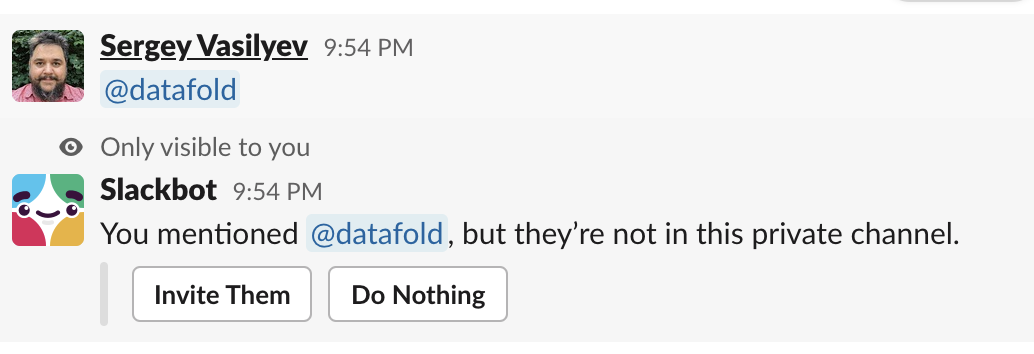 Sergey Vasilyev 9:54 PM
@datafold
Only visible to you
Slackbot 9:54 PM
You mentioned @datafold, but they’re not in this private channel.
Invite Them Do Nothing